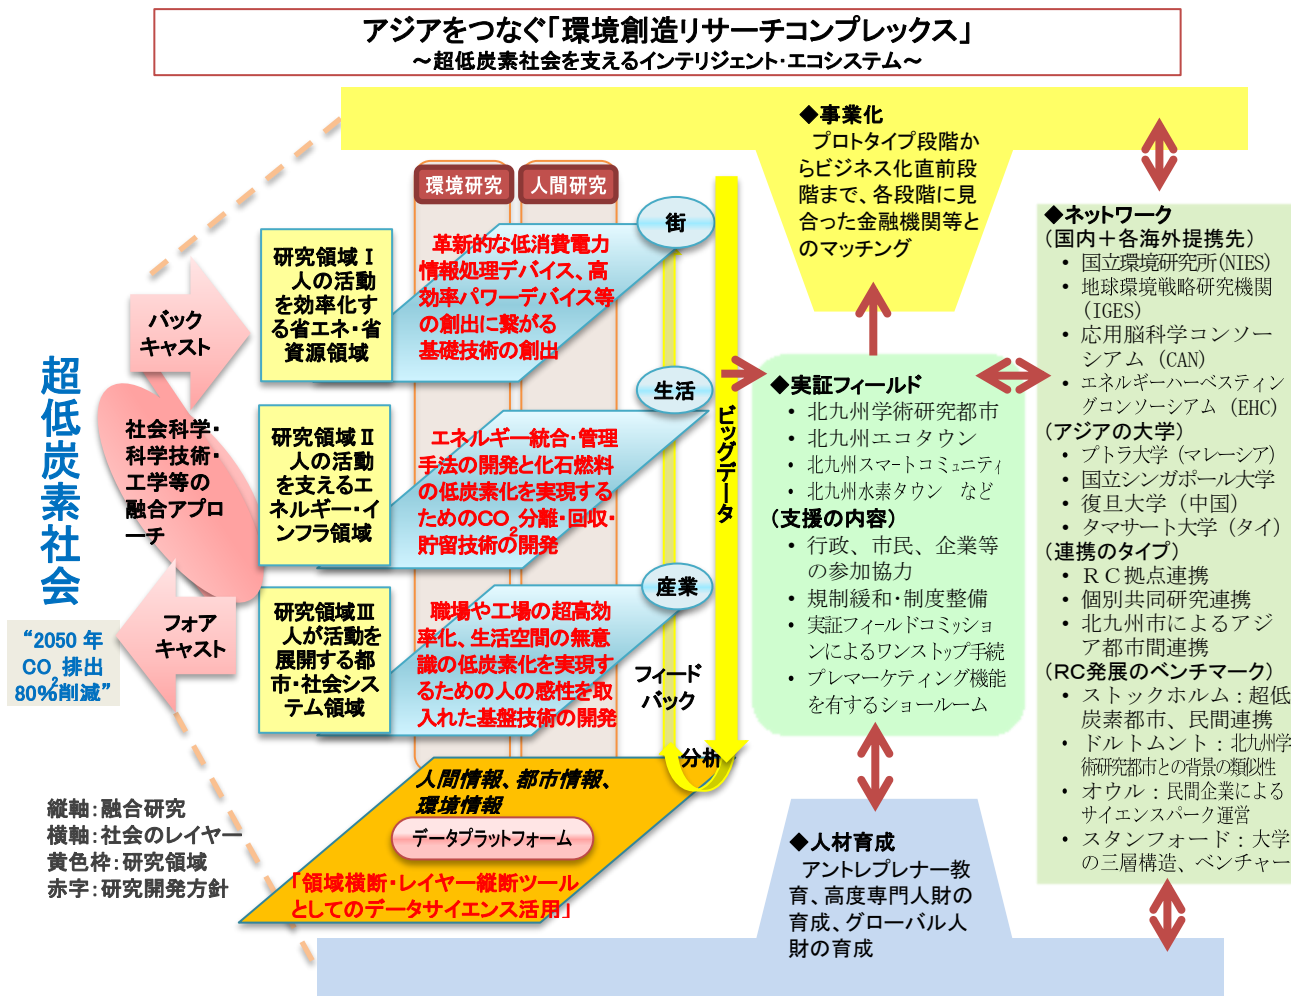 アジアをつなぐ「環境創造リサーチコンプレックス」
～超低炭素社会を支えるインテリジェント・エコシステム～
◆事業化
プロトタイプ段階か
らビジネス化直前段
階まで、各段階に見
合った金融機関等と
のマッチング
環境研究
人間研究
街
研究領域Ⅰ
人の活動
を効率化す
る省エネ・省
資源領域
革新的な低消費電力
情報処理デバイス、高
効率パワーデバイス等
の創出に繋がる
基礎技術の創出
バック
キャスト
超低炭素社会
社会科学・
科学技術・
工学等の
融合アプロ
ーチ
フォア
キャスト
“2050 年
CO2排出
80%削減”
生活
研究領域Ⅱ
人の活動
を支えるエ
ネルギー・イ
ンフラ領域
エネルギー統合・管理
手法の開発と化石燃料
の低炭素化を実現する
ためのCO2分離・回収・
貯留技術の開発
産業
研究領域Ⅲ
人が活動を
展開する都
市・社会シス
テム領域
職場や工場の超高効
率化、生活空間の無意
識の低炭素化を実現す
るための人の感性を取
入れた基盤技術の開発
ビッグデータ
フィード
バック
分析
人間情報、都市情報、
環境情報
データプラットフォーム
「領域横断・レイヤー縦断ツール
としてのデータサイエンス活用」
縦軸：融合研究
横軸：社会のレイヤー
黄色枠：研究領域
赤字：研究開発方針
◆実証フィールド
• 北九州学術研究都市
• 北九州エコタウン
• 北九州スマートコミュニティ
• 北九州水素タウン など
（支援の内容）
• 行政、市民、企業等
の参加協力
• 規制緩和・制度整備
• 実証フィールドコミッショ
ンによるワンストップ手続
• プレマーケティング機能
を有するショールーム
◆人材育成
アントレプレナー教
育、高度専門人財の
育成、グローバル人
財の育成
◆ネットワーク
（国内＋各海外提携先）
• 国立環境研究所(NIES)
• 地球環境戦略研究機関
(IGES)
• 応用脳科学コンソー
シアム（CAN）
• エネルギーハーベスティン
グコンソーシアム（EHC）
（アジアの大学）
• プトラ大学（マレーシア）
• 国立シンガポール大学
• 復旦大学（中国）
• タマサート大学（タイ）
（連携のタイプ）
• ＲＣ拠点連携
• 個別共同研究連携
• 北九州市によるアジ
ア都市間連携
（RC発展のベンチマーク）
• ストックホルム：超低
炭素都市、民間連携
• ドルトムント：北九州学
術研究都市との背景の類似性
• オウル：民間企業による
サイエンスパーク運営
• スタンフォード：大学
の三層構造、ベンチャー